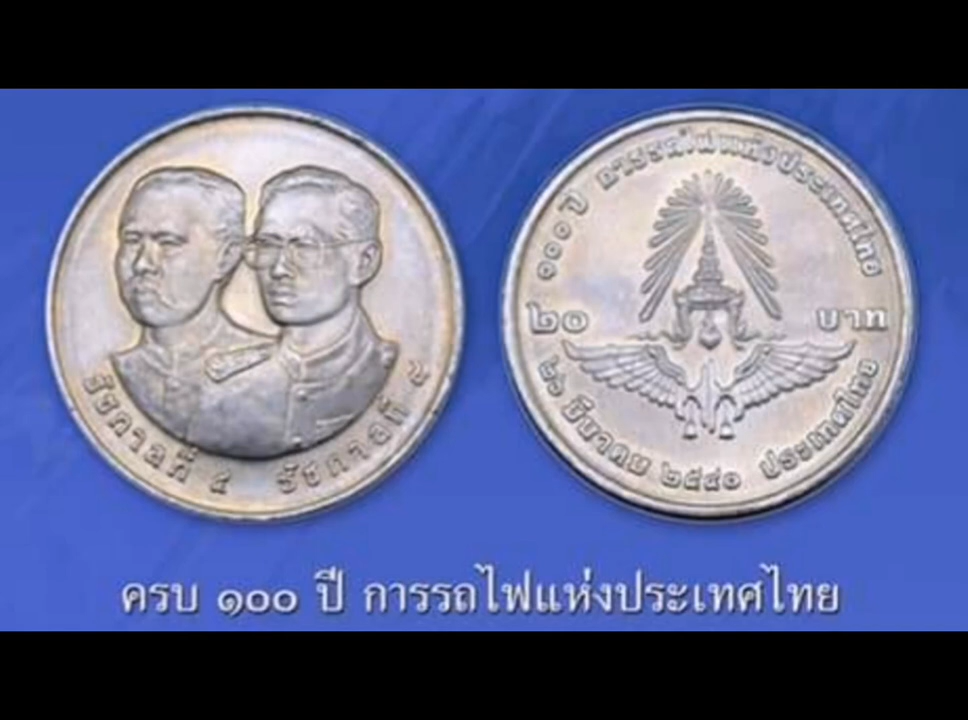 รัชกาลที่ ๕ รัชกาลที่ ๙
๑๐๐ ปี การรถไฟแห่งประเทศไทย
๒๐ บาท
๒๖ มีนาคม ๒๕๔๐ ประเทศไทย
ครบ ๑๐๐ ปี การรถไฟแห่งประเทศไทย